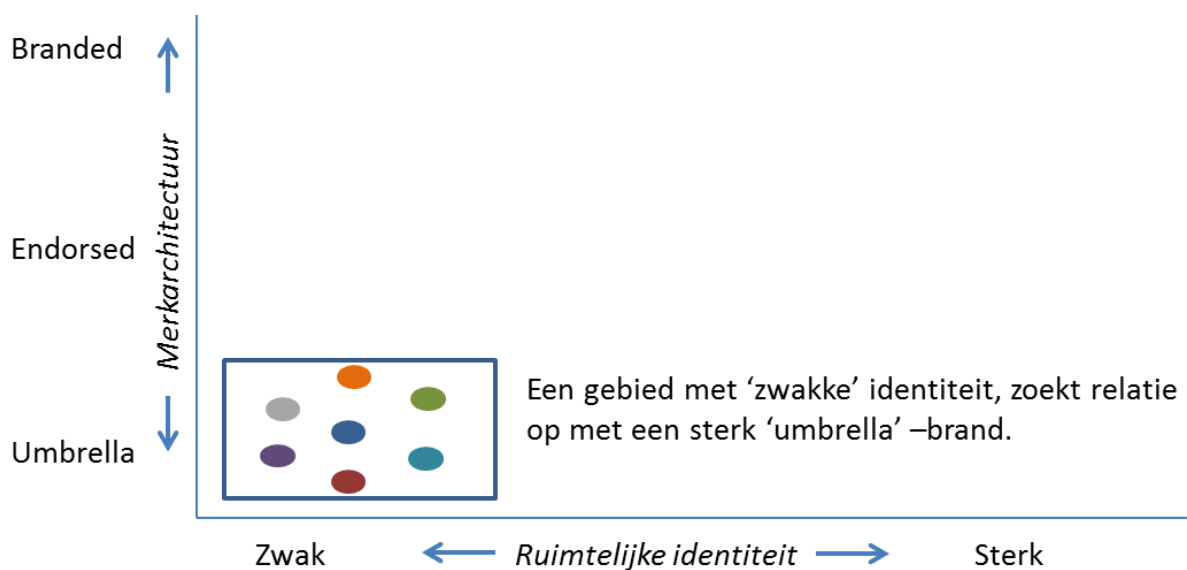 Branded
Merkarchitectuur
Endorsed
Een gebied met ‘zwakke’ identiteit, zoekt relatie
op met een sterk ‘umbrella’ –brand.
Umbrella
Zwak
Ruimtelijke identiteit
Sterk